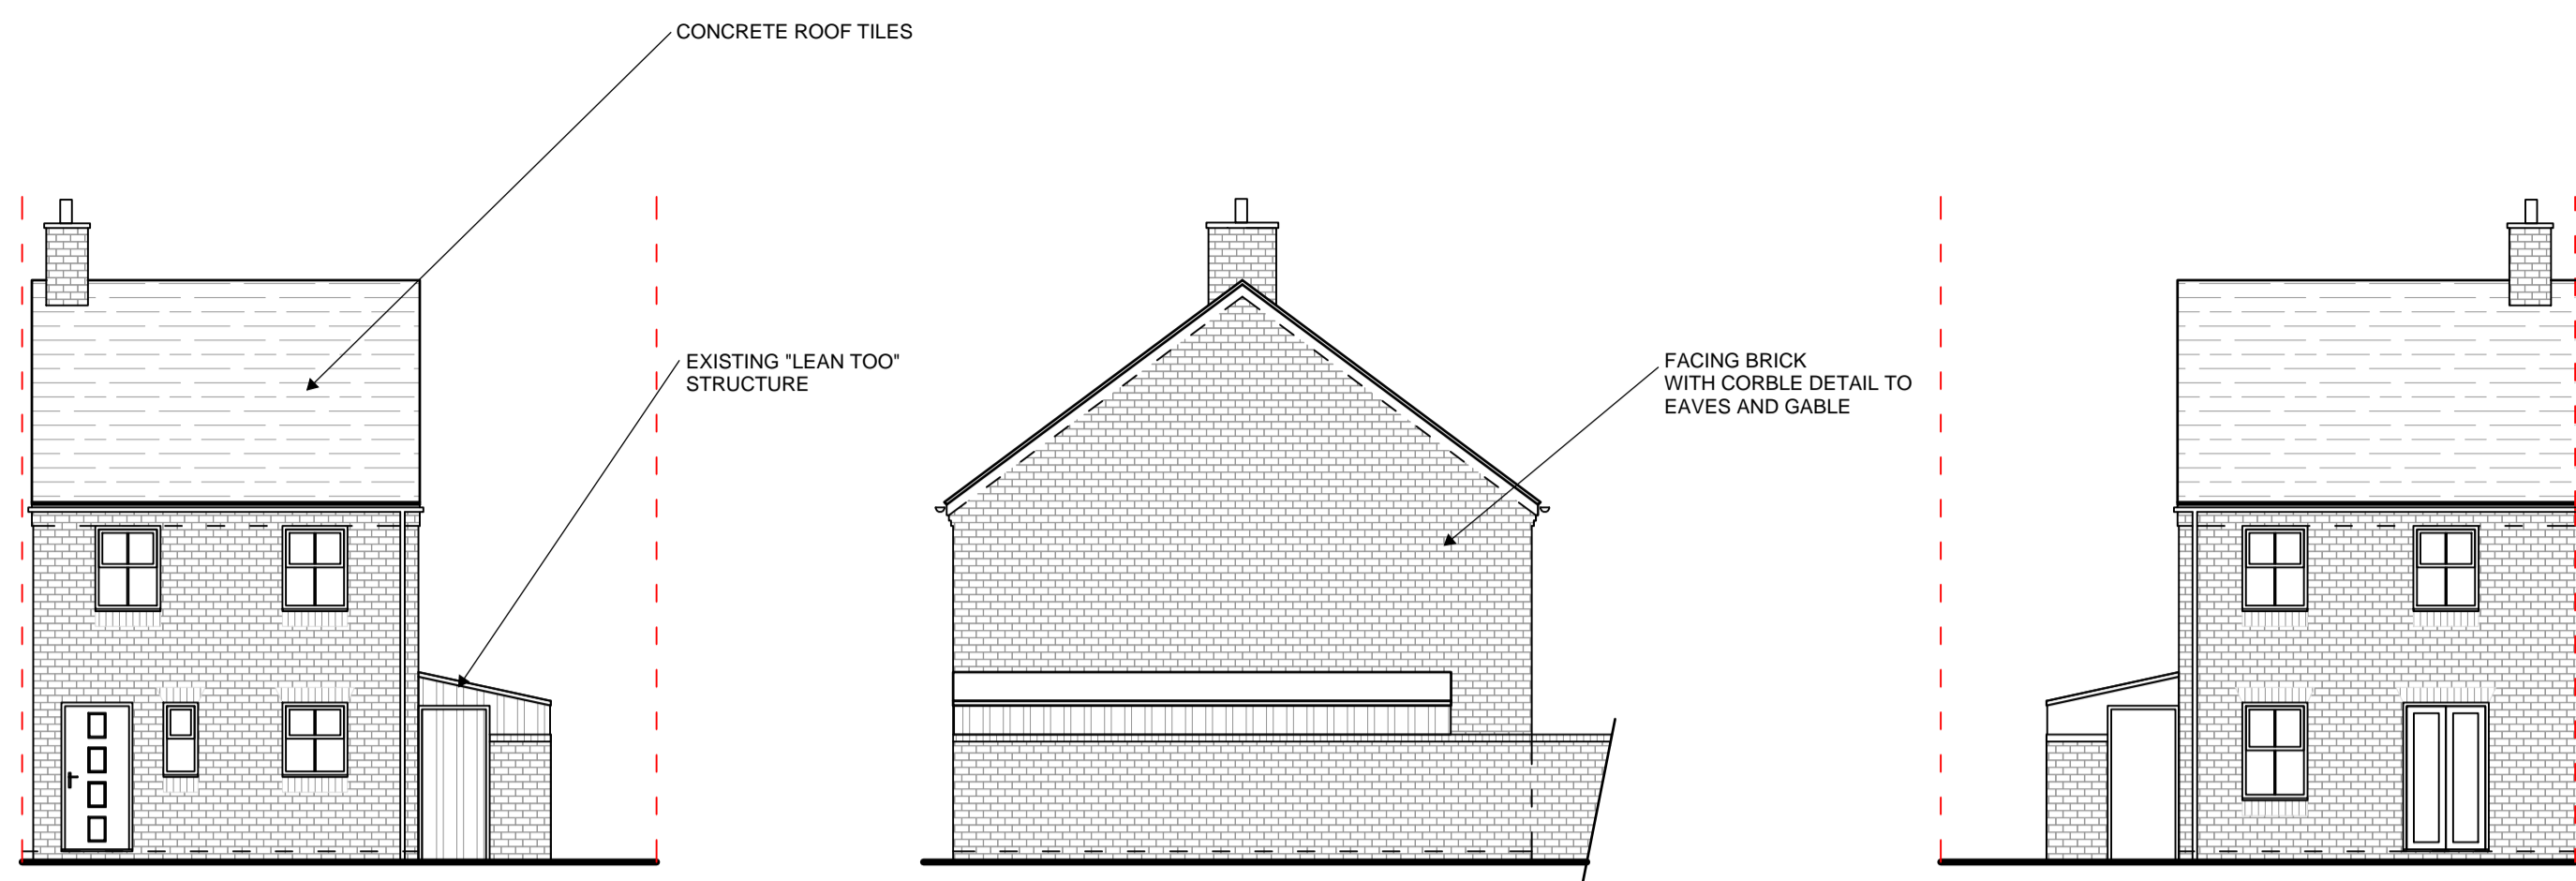 CONCRETE ROOF TILES
EXISTING "LEAN TOO"
STRUCTURE
FACING BRICK
WITH CORBLE DETAIL TO
EAVES AND GABLE